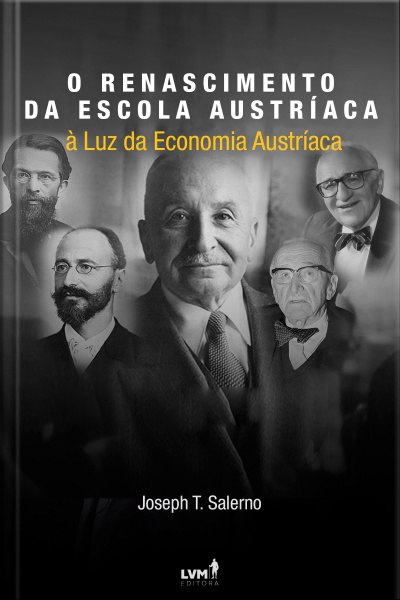 O RENASCIMENTO
DA ESCOLA AUSTRÍACA
à Luz da Economia Austríaca
Joseph T. Salerno
LVM
EDITORA